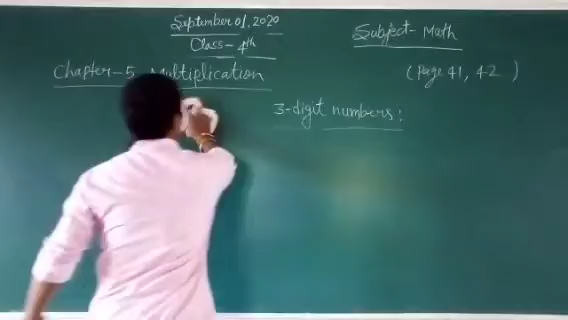 September 01, 2020
Class - 4th
Subject - Math
Chapter - 5 Multiplication
(Page 41, 42 )
3-digit numbers: